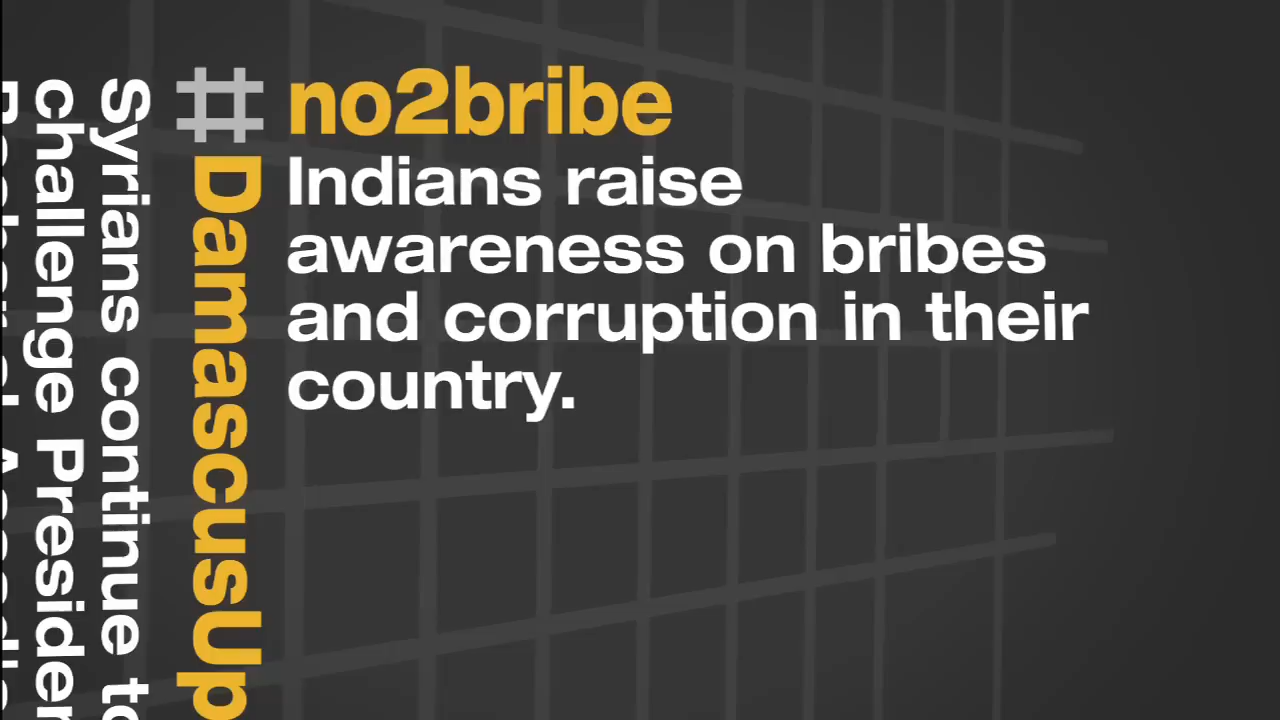 #no2bribe
Indians raise
awareness on bribes
and corruption in their
country.
DamascusUp
Syrians continue to
challenge Presiden